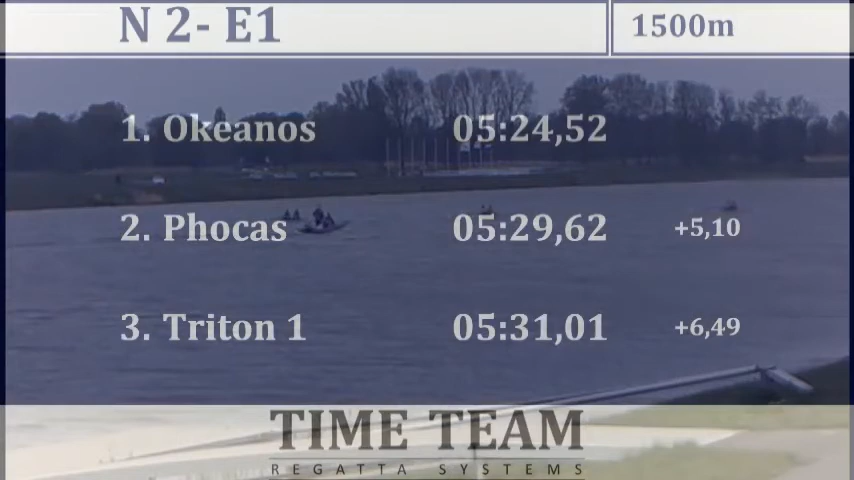 N 2- E1 1500m
1. Okeanos 05:24,52
2. Phocas 05:29,62 +5,10
3. Triton 1 05:31,01 +6,49
TIME TEAM
REGATTA SYSTEMS